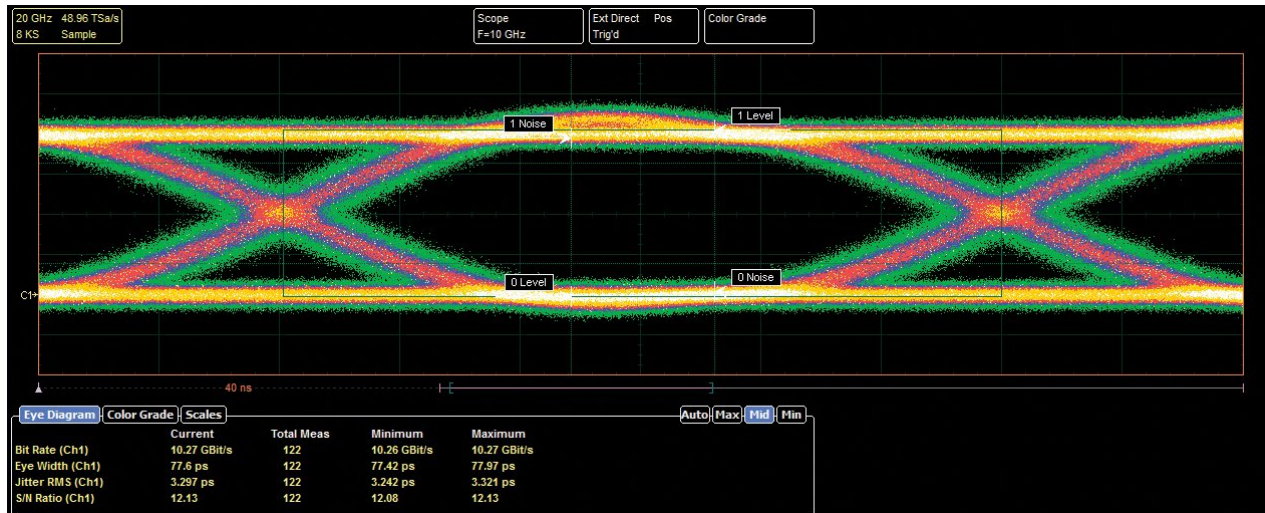 20 GHz 48.96 TSa/s
8 KS Sample
Scope
F=10 GHz
Ext Direct Pos
Trig'd
Color Grade
1 Noise
1 Level
0 Level
0 Noise
C1
40 ns
Eye Diagram Color Grade Scales Auto Max Mid Min
Current Total Meas Minimum Maximum
Bit Rate (Ch1) 10.27 GBit/s 122 10.26 GBit/s 10.27 GBit/s
Eye Width (Ch1) 77.6 ps 122 77.42 ps 77.97 ps
Jitter RMS (Ch1) 3.297 ps 122 3.242 ps 3.321 ps
S/N Ratio (Ch1) 12.13 122 12.08 12.13